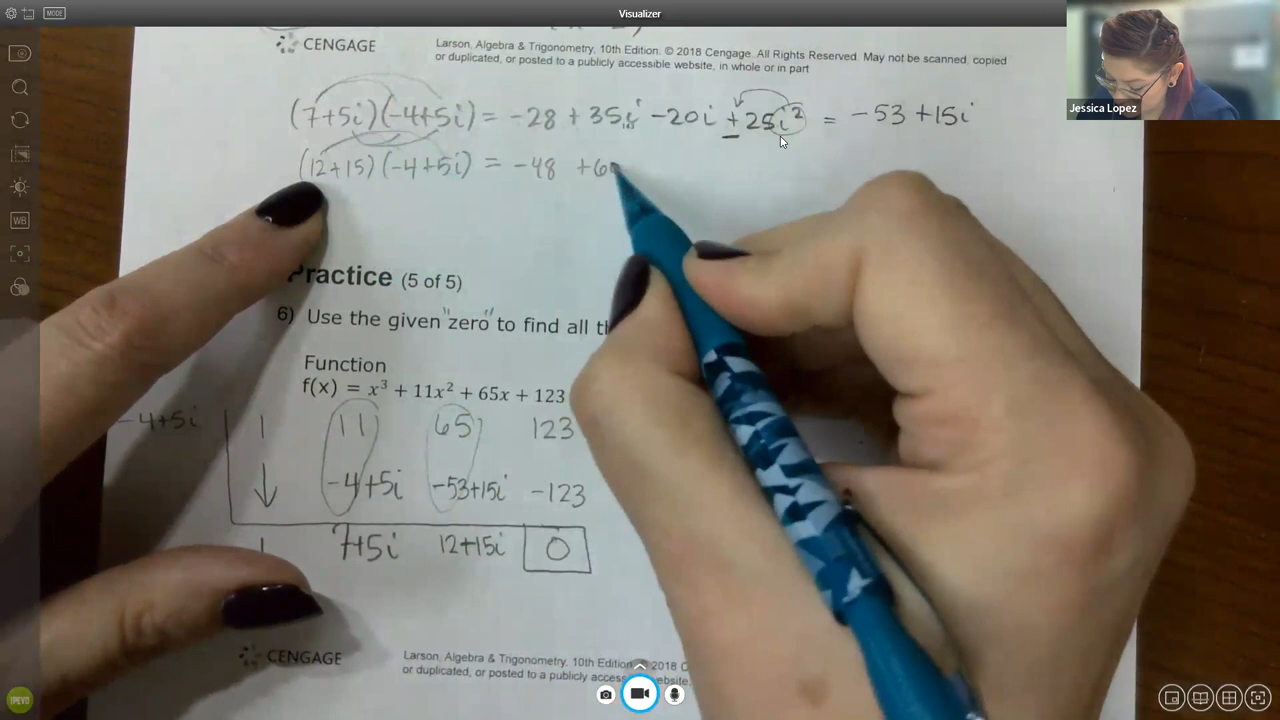 MODE
Visualizer
CENGAGE
Larson, Algebra & Trigonometry, 10th Edition. © 2018 Cengage. All Rights Reserved. May not be scanned, copied
or duplicated, or posted to a publicly accessible website, in whole or in part
Jessica Lopez
(7+5i)(-4+5i) = -28 + 35i -20i + 25i² = -53 +15i
(12+15)(-4+5i) = -48 +6
WB
Practice (5 of 5)
6) Use the given "zero" to find all
Function
f(x) = x³ + 11x² + 65x + 123
-4+5i 1 11 65 123
-4+5i -53+15i -123
1 7+5i 12+15i 0
CENGAGE
Larson, Algebra & Trigonometry, 10th Edition 2018 C
or duplicated, or posted to a publicly website
IPEVO